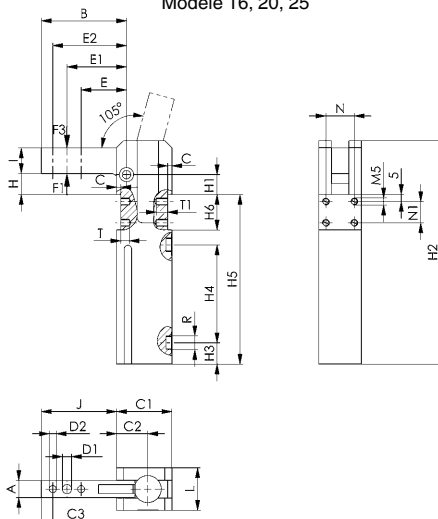 Modèle 16, 20, 25
B
E2
E1
E
F3
105°
C
I
H
F1
C
H1
H6
T
T1
H4
H5
R
H3
N
M5
5
N1
H2
J
C1
D2
C2
D1
A
L
C3